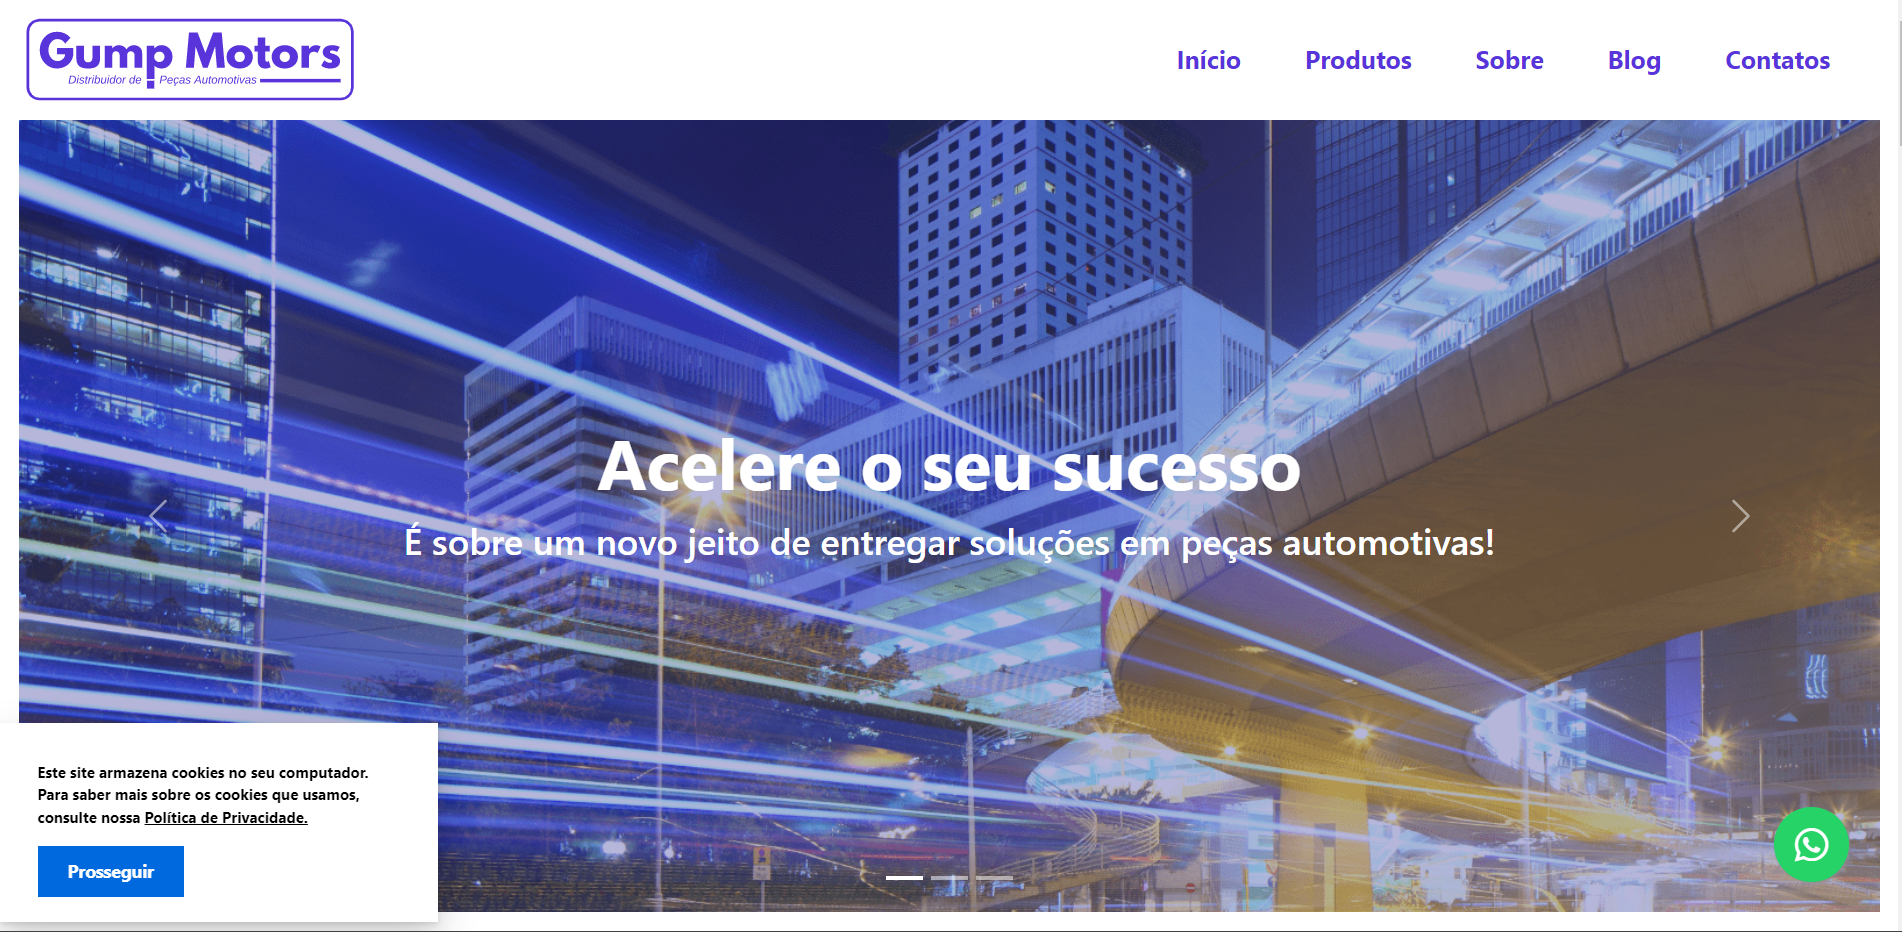 Gump Motors
Distribuidor de Peças Automotivas
Início Produtos Sobre Blog Contatos
Acelere o seu sucesso
É sobre um novo jeito de entregar soluções em peças automotivas!
Este site armazena cookies no seu computador.
Para saber mais sobre os cookies que usamos,
consulte nossa Política de Privacidade.
Prosseguir